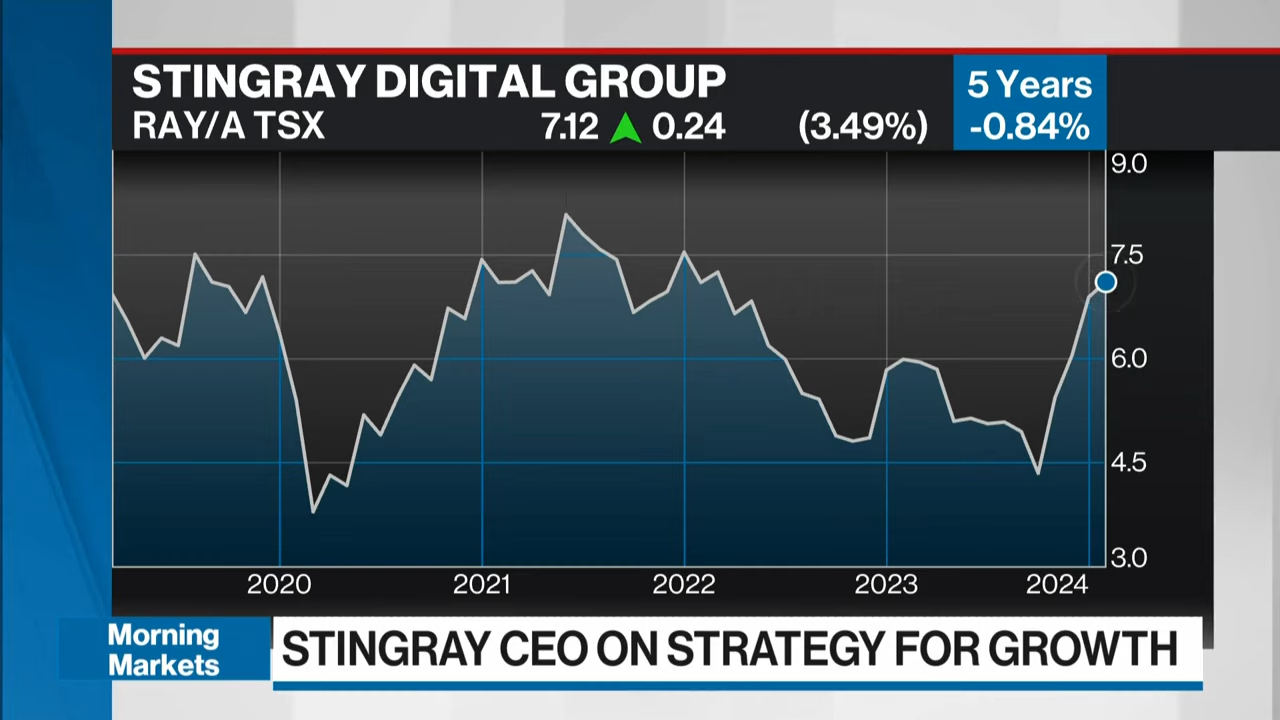 STINGRAY DIGITAL GROUP
RAY/A TSX 7.12 0.24 (3.49%)
5 Years
-0.84%
9.0
7.5
6.0
4.5
3.0
2020 2021 2022 2023 2024
Morning
Markets
STINGRAY CEO ON STRATEGY FOR GROWTH